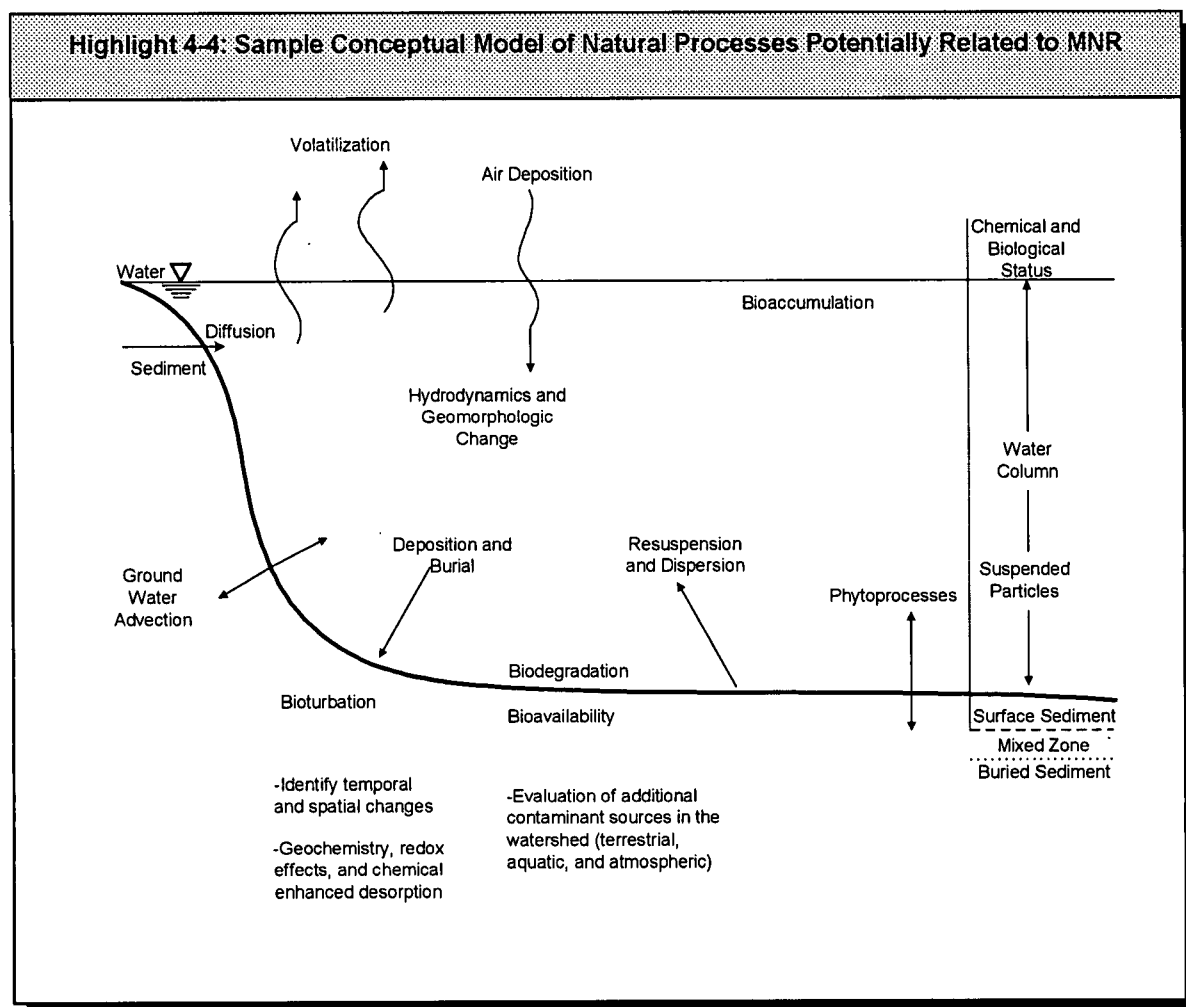 Highlight 4-4: Sample Conceptual Model of Natural Processes Potentially Related to MNR
Volatilization
Air Deposition
Chemical and
Biological
Status
Water
Bioaccumulation
Diffusion
Sediment
Hydrodynamics and
Geomorphologic
Change
Water
Column
Deposition and
Burial
Resuspension
and Dispersion
Ground
Water
Advection
Suspended
Particles
Phytoprocesses
Biodegradation
Bioturbation
Bioavailability
Surface Sediment
Mixed Zone
Buried Sediment
-Identify temporal
and spatial changes
-Geochemistry, redox
effects, and chemical
enhanced desorption
-Evaluation of additional
contaminant sources in the
watershed (terrestrial,
aquatic, and atmospheric)